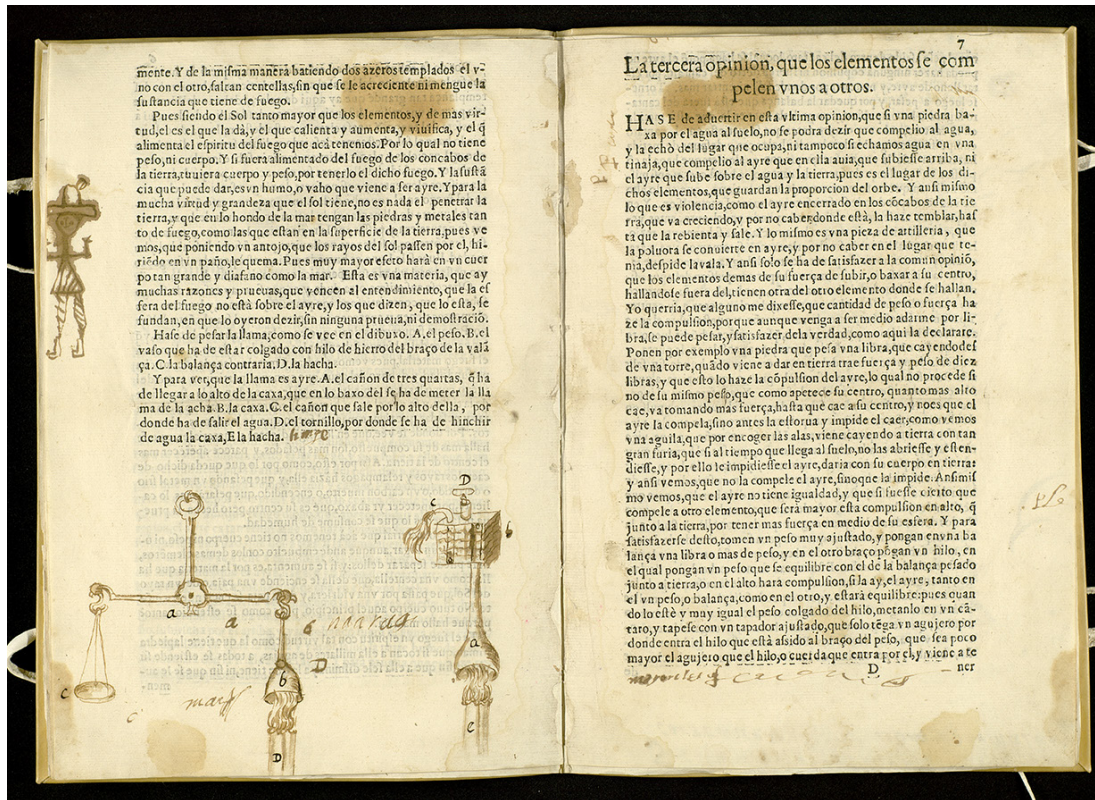 mente. Y de la misma manera batiendo dos azeros templados el v-
no con el otro, saltan centellas, sin que se le acreciente ni mengue la
sustancia que tiene de fuego.
Pues siendo el Sol tanto mayor que los elementos, y de mas vir-
tud, el es el que la dà, y el que calienta y aumenta, y viuifica, y el q̃
alimenta el espiritu del fuego que acà tenemos. Por lo qual no tiene
peso, ni cuerpo. Y si fuera alimentado del fuego de los concabos de
la tierra, tuuiera cuerpo y peso, por tenerlo el dicho fuego. Y la sustã
cia que puede dar, es vn humo, o vaho que viene a ser ayre. Y para la
mucha virtud y grandeza que el sol tiene, no es nada el penetrar la
tierra, y que en lo hondo de la mar tengan las piedras y metales tan
to de fuego, como las que estan en la superficie de la tierra, pues ve
mos, que poniendo vn antojo, que los rayos del sol passen por el, hi-
riẽdo en vn paño, le quema. Pues muy mayor efeto harà en vn cuer
po tan grande y diafano como la mar. Esta es vna materia, que ay
muchas razones y prueuas, que vencen al entendimiento, que la es
fera del fuego no està sobre el ayre, y los que dizen, que lo esta, se
fundan, en que lo oyeron dezir, sin ninguna prueua, ni demostraciõ.
Hase de pesar la llama, como se vee en el dibuxo. A, el peso. B. el
vaso que ha de estar colgado con hilo de hierro del braço de la valã
ça. C. la balança contraria. D. la hacha.
Y para ver, que la llama es ayre. A. el cañon de tres quartas, q̃ ha
de llegar a lo alto de la caxa, que en lo baxo del se ha de meter la lla
ma de la acha. B. la caxa. C. el cañon que sale por lo alto della, por
donde ha de salir el agua. D. el tornillo, por donde se ha de hinchir
de agua la caxa, E la hacha.
D
c
b
B
a
a
a
b
D
c
e
D
7
La tercera opinion, que los elementos se com
pelen vnos a otros.
HASE de aduertir en esta vltima opinion, que si vna piedra ba-
xa por el agua al suelo, no se podra dezir que compelio al agua,
y la echò del lugar que ocupa, ni tampoco si echamos agua en vna
tinaja, que compelio al ayre que en ella auia, que subiesse arriba, ni
el ayre que sube sobre el agua y la tierra, pues es el lugar de los di-
chos elementos, que guardan la proporcion del orbe. Y ansi mismo
lo que es violencia, como el ayre encerrado en los cõcabos de la tie
rra, que va creciendo, y por no caber, donde està, la haze temblar, has
ta que la rebienta y sale. Y lo mismo es vna pieza de artilleria, que
la poluora se conuierte en ayre, y por no caber en el lugar que te-
nia, despide la vala. Y ansi solo se ha de satisfazer a la comun opiniõ,
que los elementos demas de su fuerça de subir, o baxar a su centro,
hallandose fuera del, tienen otra del otro elemento donde se hallan.
Yo querria, que alguno me dixesse, que cantidad de peso o fuerça ha
ze la compulsion, porque aunque venga a ser medio adarme por li-
bra, se puede pesar, y satisfazer de la verdad, como aqui la declarare.
Ponen por exemplo vna piedra que pesa vna libra, que cayendo des
de vna torre, quãdo viene a dar en tierra trae fuerça y peso de diez
libras, y que esto lo haze la cõpulsion del ayre, lo qual no procede si
no de su mismo peso, que como apetece su centro, quanto mas alto
cae, va tomando mas fuerça, hasta que cae a su centro, y no es que el
ayre la compela, sino antes la estorua y impide el caer, como vemos
vna aguila, que por encoger las alas, viene cayendo a tierra con tan
gran furia, que si al tiempo que llega al suelo, no las abriesse y esten-
diesse, y por ello le impidiesse el ayre, daria con su cuerpo en tierra:
y ansi vemos, que no la compele el ayre, sino que la impide. Ansimis
mo vemos, que el ayre no tiene igualdad, y que si fuesse cierto que
compele a otro elemento, que serà mayor esta compulsion en alto, q̃
junto a la tierra, por tener mas fuerça en medio de su esfera. Y para
satisfazerse desto, tomen vn peso muy ajustado, y pongan en vna ba
lança vna libra o mas de peso, y en el otro braço põgan vn hilo, en
el qual pongan vn peso que se equilibre con el de la balança pesado
junto a tierra, o en el alto hara compulsion, si la ay, el ayre, tanto en
el vn peso, o balança, como en el otro, y estarà equilibre: pues quan
do lo estè y muy igual el peso colgado del hilo, metanlo en vn cã-
taro, y tapese con vn tapador ajustado, que solo tẽga vn agujero por
donde entra el hilo que està assido al braço del peso, que sea poco
mayor el agujero que el hilo, o cuerda que entra por el, y viene a te
D
ner